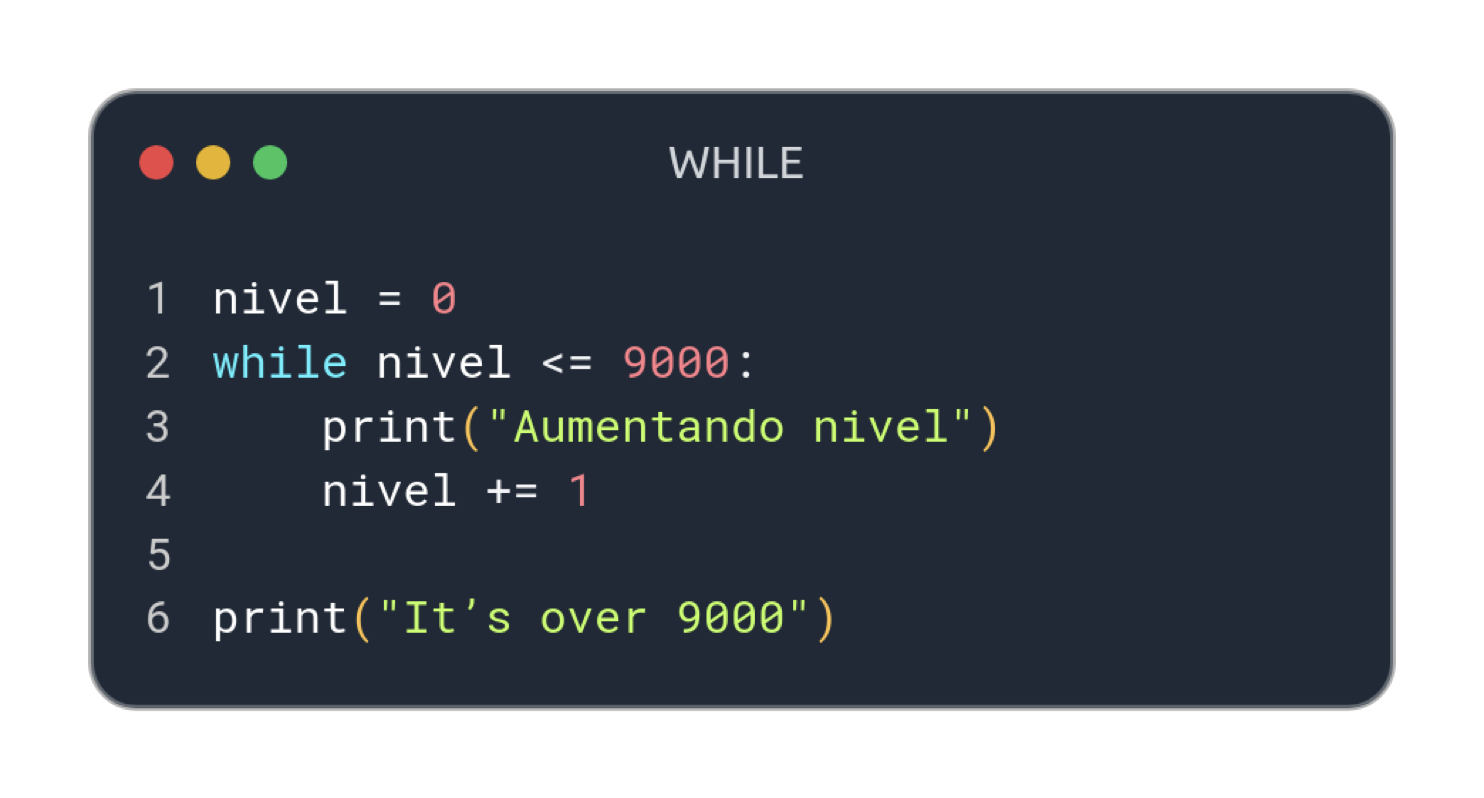 WHILE
1 nivel = 0
2 while nivel <= 9000:
3     print("Aumentando nivel")
4     nivel += 1
5
6 print("It’s over 9000")